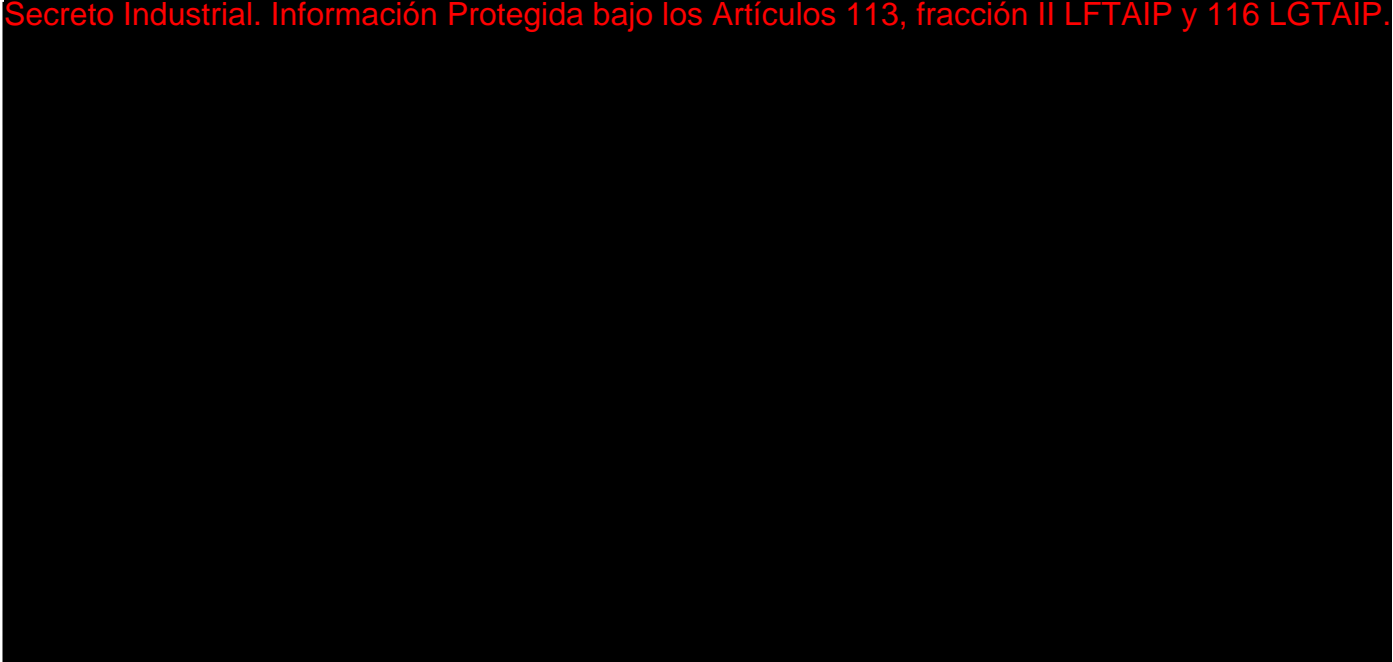 Secreto Industrial. Información Protegida bajo los Artículos 113, fracción II LFTAIP y 116 LGTAIP.